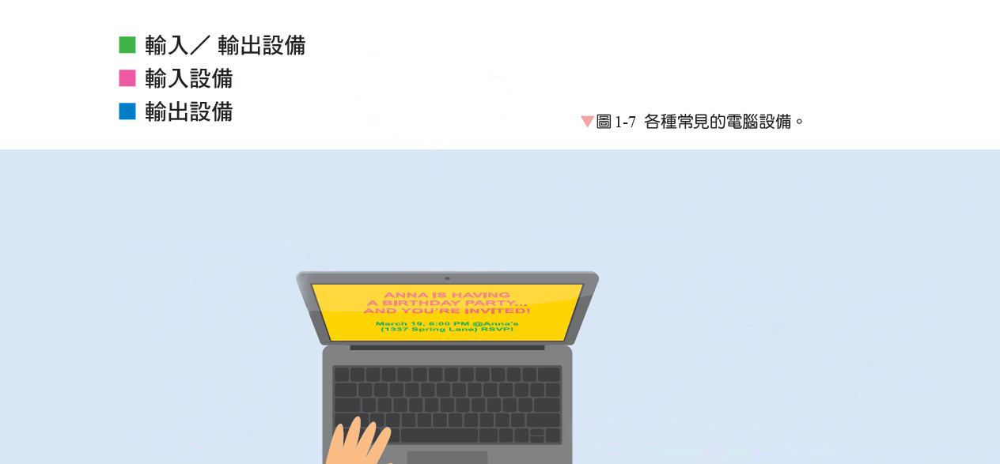 輸入／ 輸出設備
輸入設備
輸出設備
▼圖 1-7 各種常見的電腦設備。
ANNA IS HAVING
A BIRTHDAY PARTY...
AND YOU'RE INVITED!
March 19, 6:00 PM @Anna's
(1337 Spring Lane) RSVP!